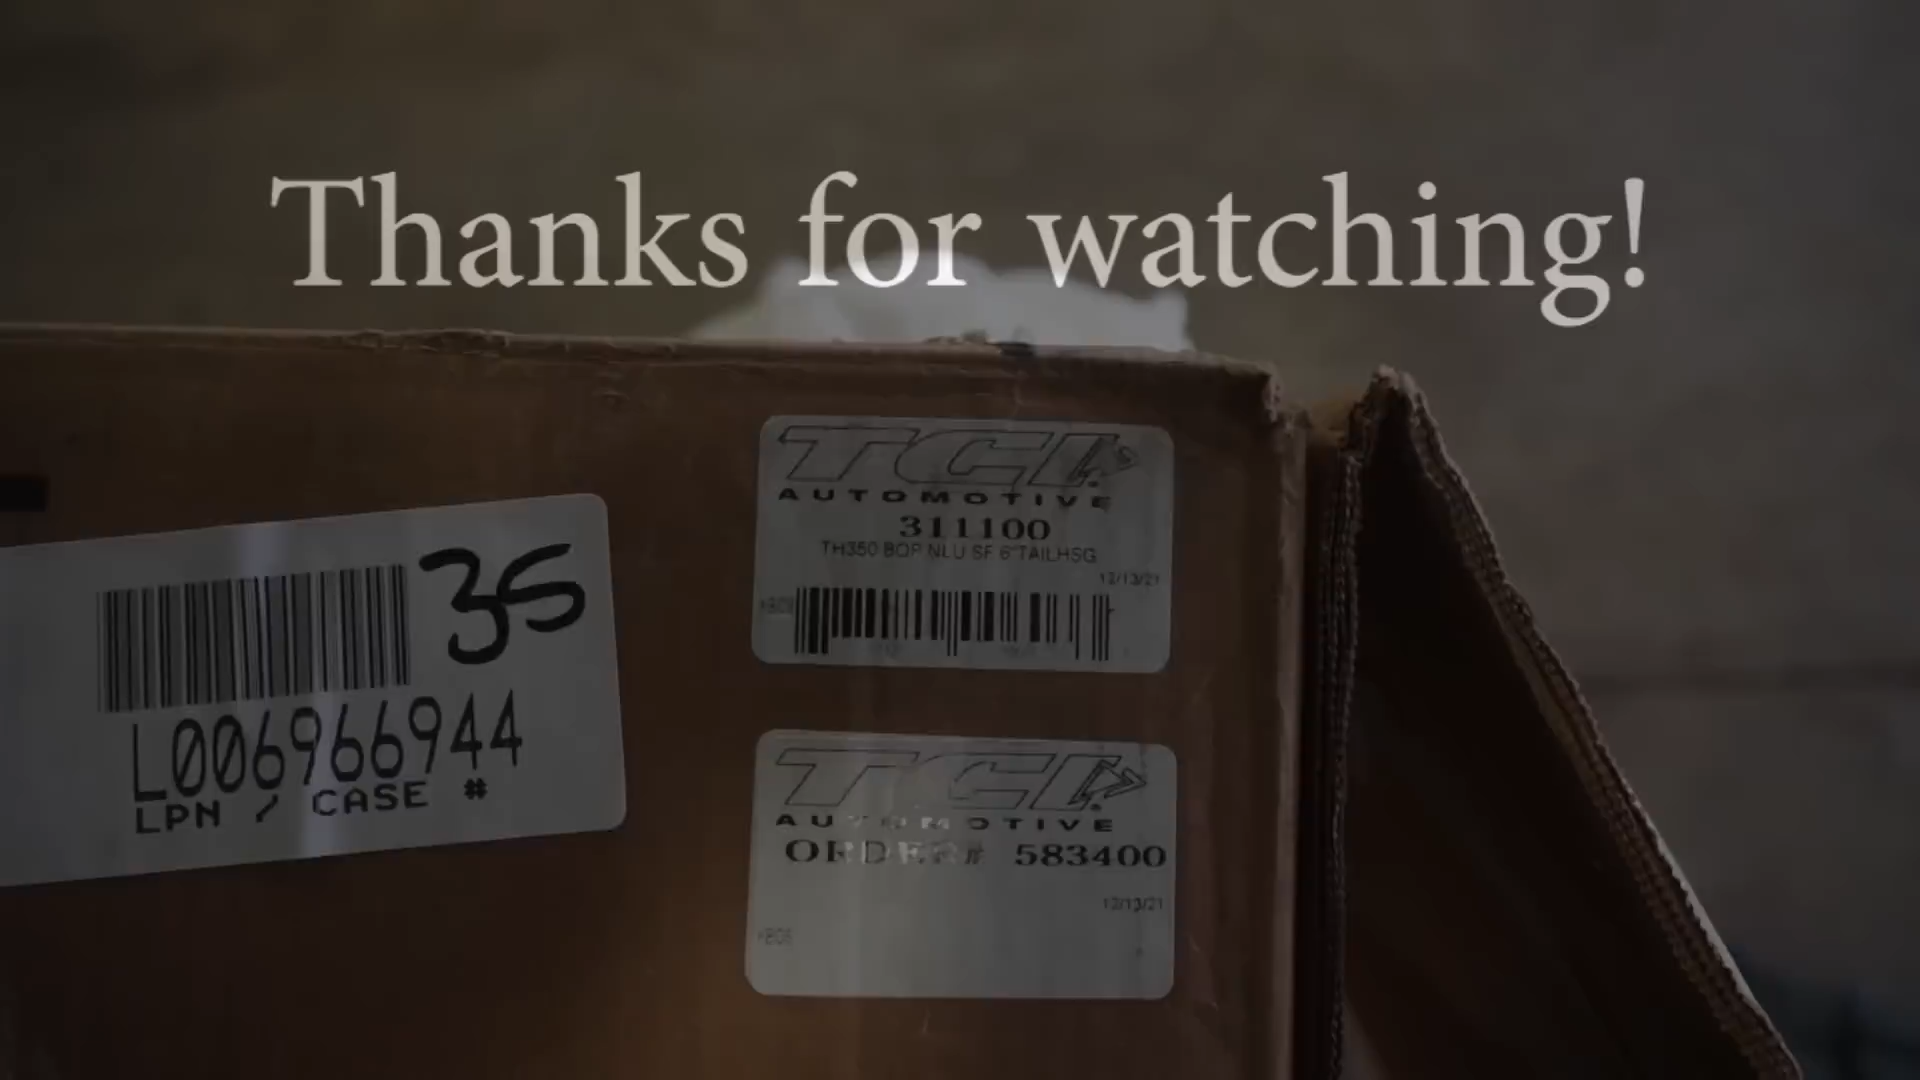 Thanks for watching!
TCI
AUTOMOTIVE
311100
TH350 BOP NLU SF 6"TAILHSG
12/13/21
35
L006966944
LPN / CASE #
TCI
AUTOMOTIVE
ORDER# 583400
12/13/21